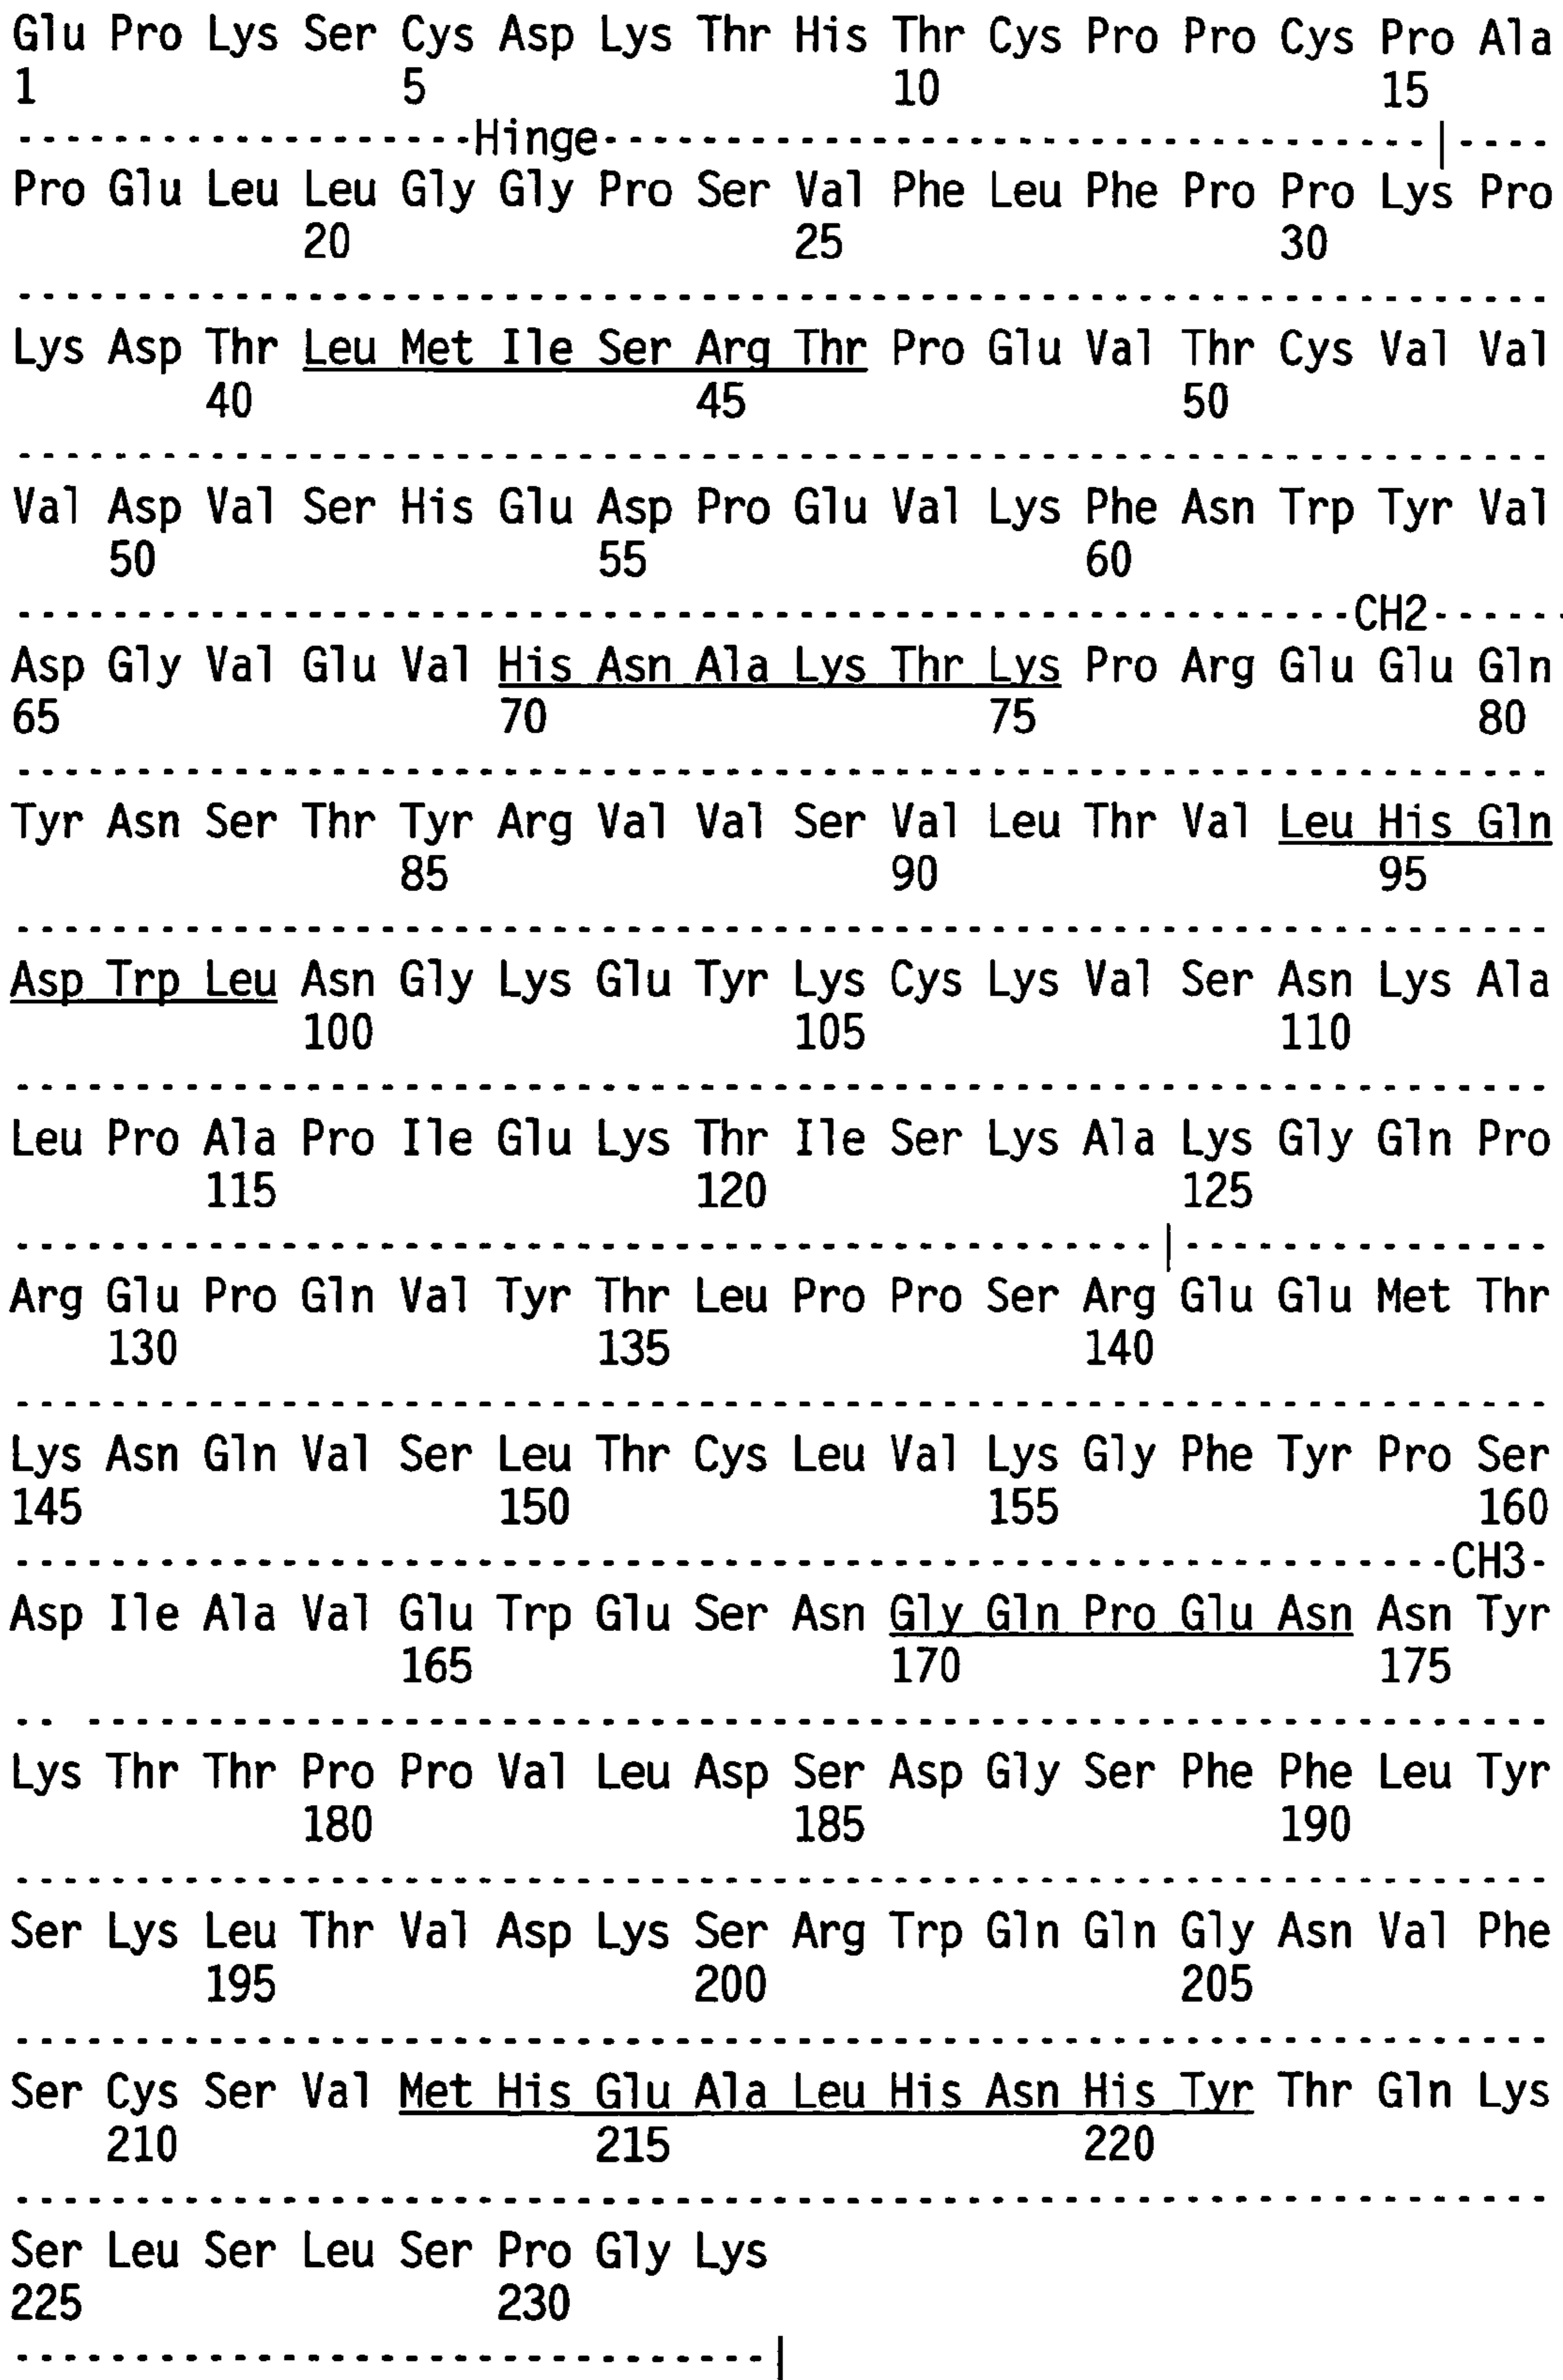 Glu Pro Lys Ser Cys Asp Lys Thr His Thr Cys Pro Pro Cys Pro Ala
1 5 10 15
Hinge
Pro Glu Leu Leu Gly Gly Pro Ser Val Phe Leu Phe Pro Pro Lys Pro
20 25 30
Lys Asp Thr Leu Met Ile Ser Arg Thr Pro Glu Val Thr Cys Val Val
40 45 50
Val Asp Val Ser His Glu Asp Pro Glu Val Lys Phe Asn Trp Tyr Val
50 55 60
CH2
Asp Gly Val Glu Val His Asn Ala Lys Thr Lys Pro Arg Glu Glu Gln
65 70 75 80
Tyr Asn Ser Thr Tyr Arg Val Val Ser Val Leu Thr Val Leu His Gln
85 90 95
Asp Trp Leu Asn Gly Lys Glu Tyr Lys Cys Lys Val Ser Asn Lys Ala
100 105 110
Leu Pro Ala Pro Ile Glu Lys Thr Ile Ser Lys Ala Lys Gly Gln Pro
115 120 125
Arg Glu Pro Gln Val Tyr Thr Leu Pro Pro Ser Arg Glu Glu Met Thr
130 135 140
Lys Asn Gln Val Ser Leu Thr Cys Leu Val Lys Gly Phe Tyr Pro Ser
145 150 155 160
CH3
Asp Ile Ala Val Glu Trp Glu Ser Asn Gly Gln Pro Glu Asn Asn Tyr
165 170 175
Lys Thr Thr Pro Pro Val Leu Asp Ser Asp Gly Ser Phe Phe Leu Tyr
180 185 190
Ser Lys Leu Thr Val Asp Lys Ser Arg Trp Gln Gln Gly Asn Val Phe
195 200 205
Ser Cys Ser Val Met His Glu Ala Leu His Asn His Tyr Thr Gln Lys
210 215 220
Ser Leu Ser Leu Ser Pro Gly Lys
225 230